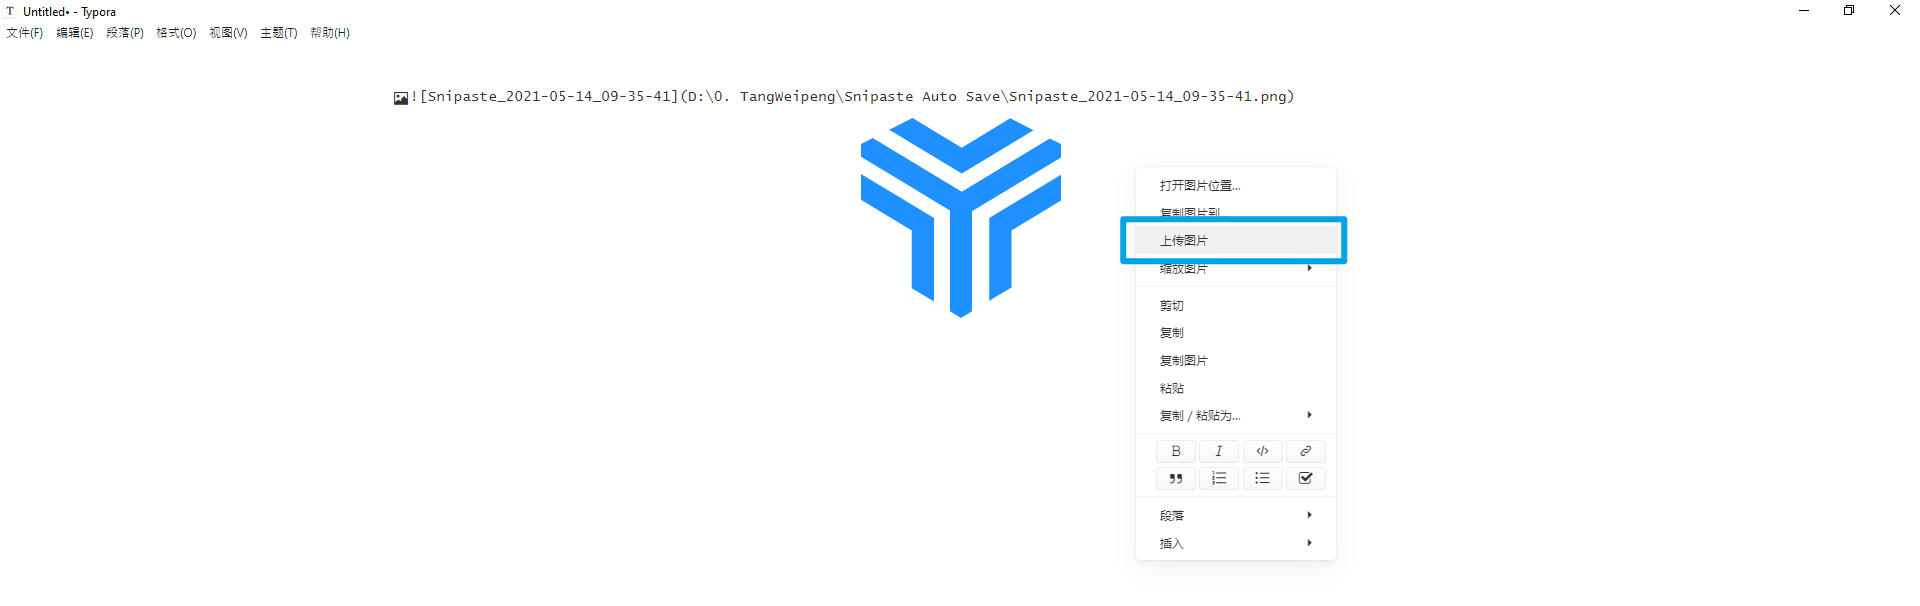 T Untitled• - Typora
文件(F) 编辑(E) 段落(P) 格式(O) 视图(V) 主题(T) 帮助(H)
![Snipaste_2021-05-14_09-35-41](D:\0. TangWeipeng\Snipaste Auto Save\Snipaste_2021-05-14_09-35-41.png)
打开图片位置...
复制图片到...
上传图片
缩放图片
剪切
复制
复制图片
粘贴
复制 / 粘贴为...
B I </>
段落
插入